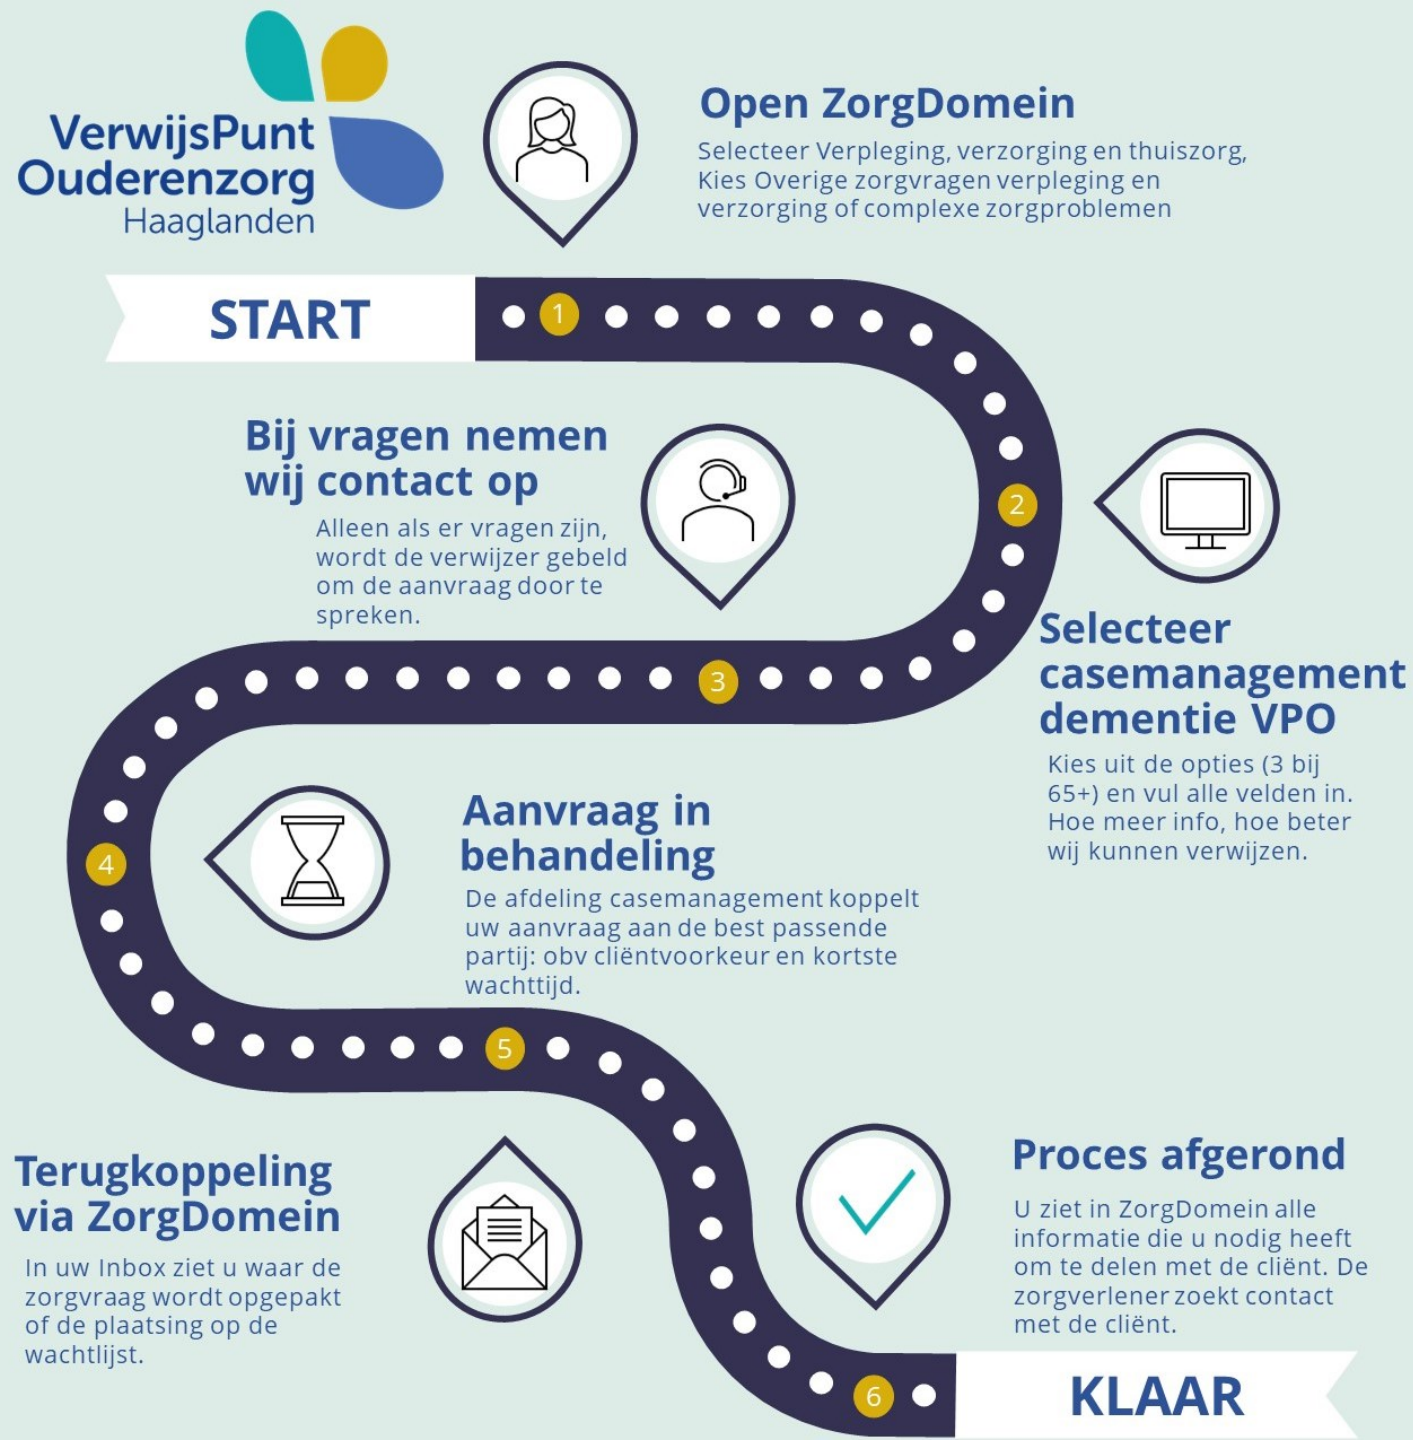 VerwijsPunt
Ouderenzorg
Haaglanden
Open ZorgDomein
Selecteer Verpleging, verzorging en thuiszorg,
Kies Overige zorgvragen verpleging en
verzorging of complexe zorgproblemen
START
1
2
Selecteer
casemanagement
dementie VPO
Kies uit de opties (3 bij
65+) en vul alle velden in.
Hoe meer info, hoe beter
wij kunnen verwijzen.
Bij vragen nemen
wij contact op
Alleen als er vragen zijn,
wordt de verwijzer gebeld
om de aanvraag door te
spreken.
3
4
Aanvraag in
behandeling
De afdeling casemanagement koppelt
uw aanvraag aan de best passende
partij: obv cliëntvoorkeur en kortste
wachttijd.
5
Terugkoppeling
via ZorgDomein
In uw Inbox ziet u waar de
zorgvraag wordt opgepakt
of de plaatsing op de
wachtlijst.
Proces afgerond
U ziet in ZorgDomein alle
informatie die u nodig heeft
om te delen met de cliënt. De
zorgverlener zoekt contact
met de cliënt.
6
KLAAR